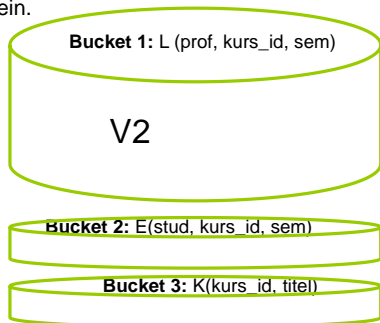 ein.
Bucket 1: L (prof, kurs_id, sem)
V2
Bucket 2: E(stud, kurs_id, sem)
Bucket 3: K(kurs_id, titel)